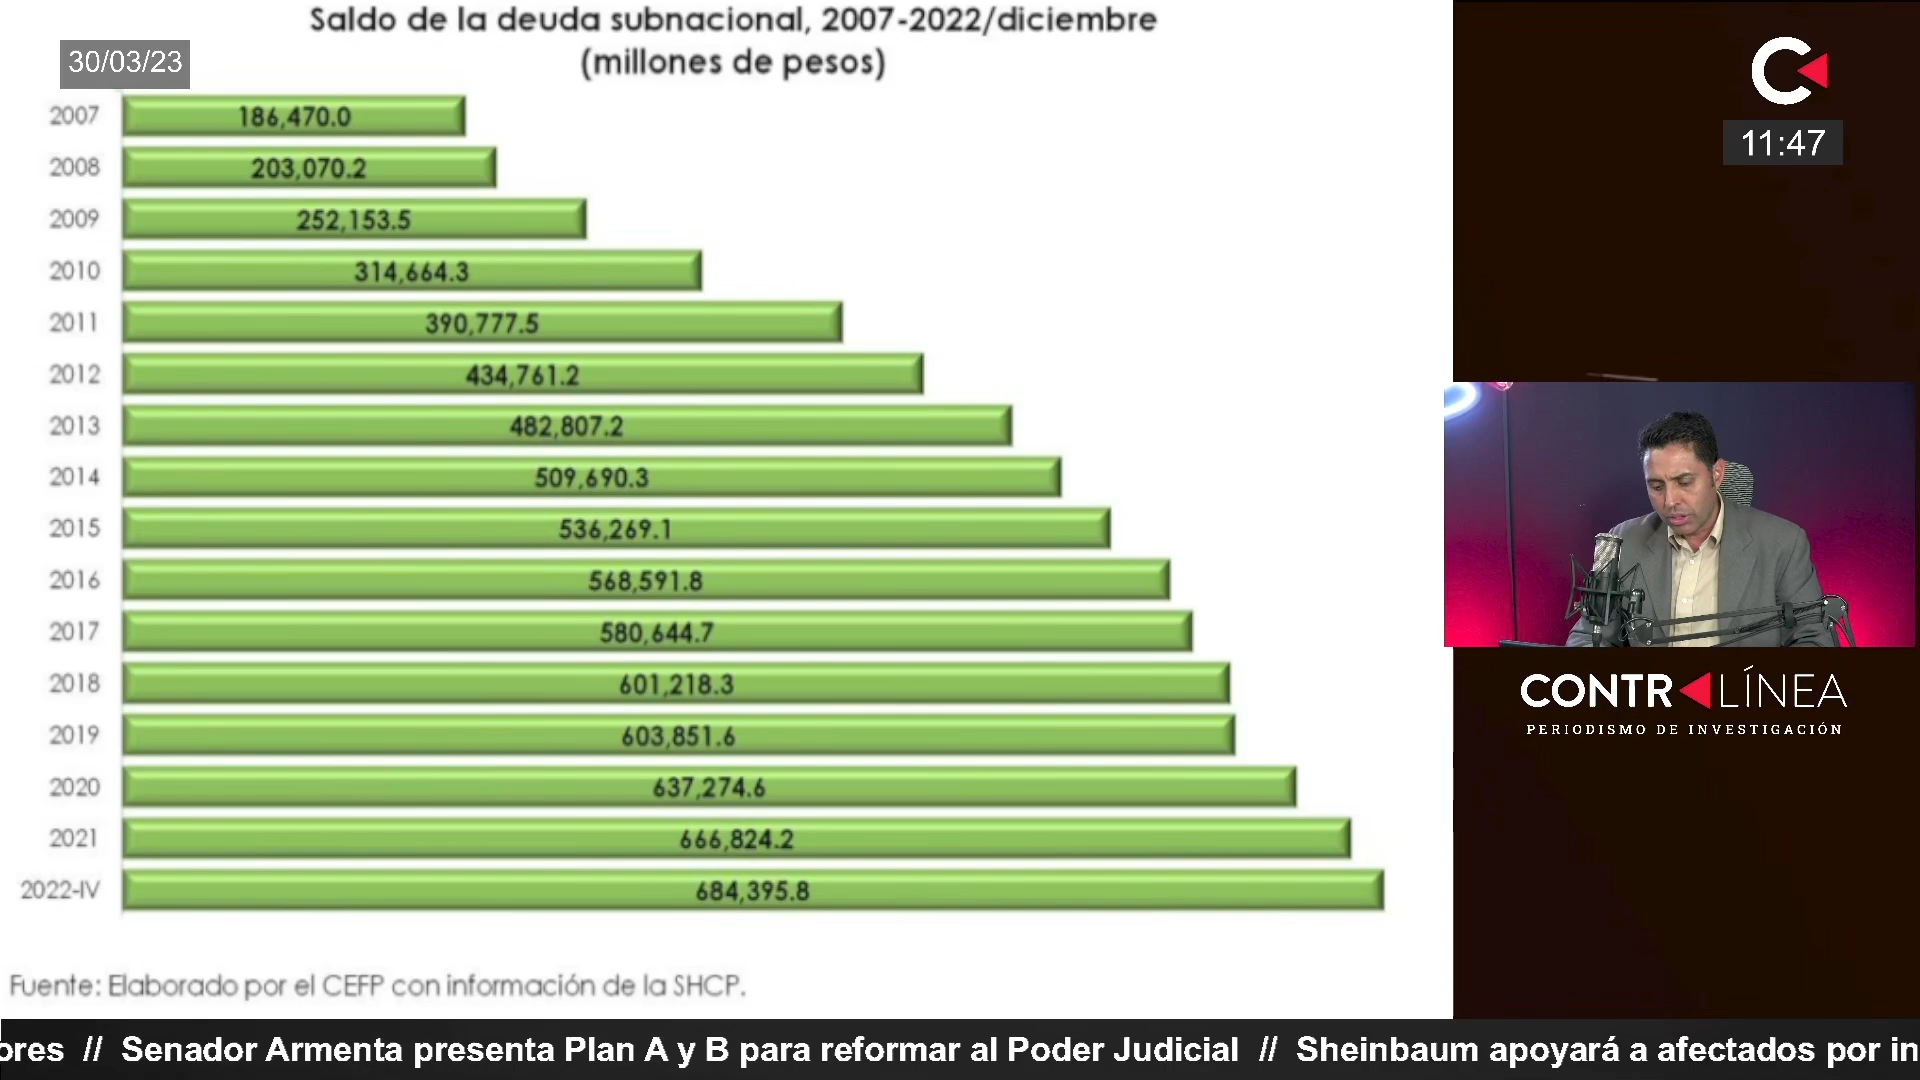 Saldo de la deuda subnacional, 2007-2022/diciembre
(millones de pesos)
30/03/23
2007 186,470.0
2008 203,070.2
2009 252,153.5
2010 314,664.3
2011 390,777.5
2012 434,761.2
2013 482,807.2
2014 509,690.3
2015 536,269.1
2016 568,591.8
2017 580,644.7
2018 601,218.3
2019 603,851.6
2020 637,274.6
2021 666,824.2
2022-IV 684,395.8
Fuente: Elaborado por el CEFP con información de la SHCP.
11:47
CONTR LÍNEA
PERIODISMO DE INVESTIGACIÓN
ores // Senador Armenta presenta Plan A y B para reformar al Poder Judicial // Sheinbaum apoyará a afectados por in